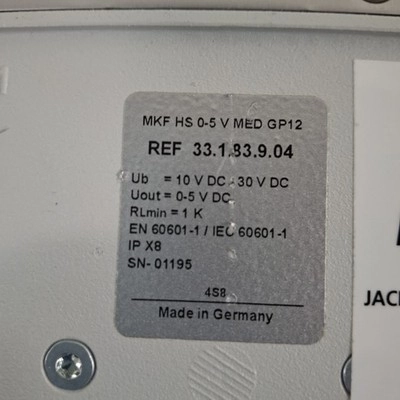 MKF HS 0-5 V MED GP12
REF 33.1.83.9.04
Ub = 10 V DC - 30 V DC
Uout = 0-5 V DC
RLmin = 1 K
EN 60601-1 / IEC 60601-1
IP X8
SN- 01195
4S8
Made in Germany
JAC